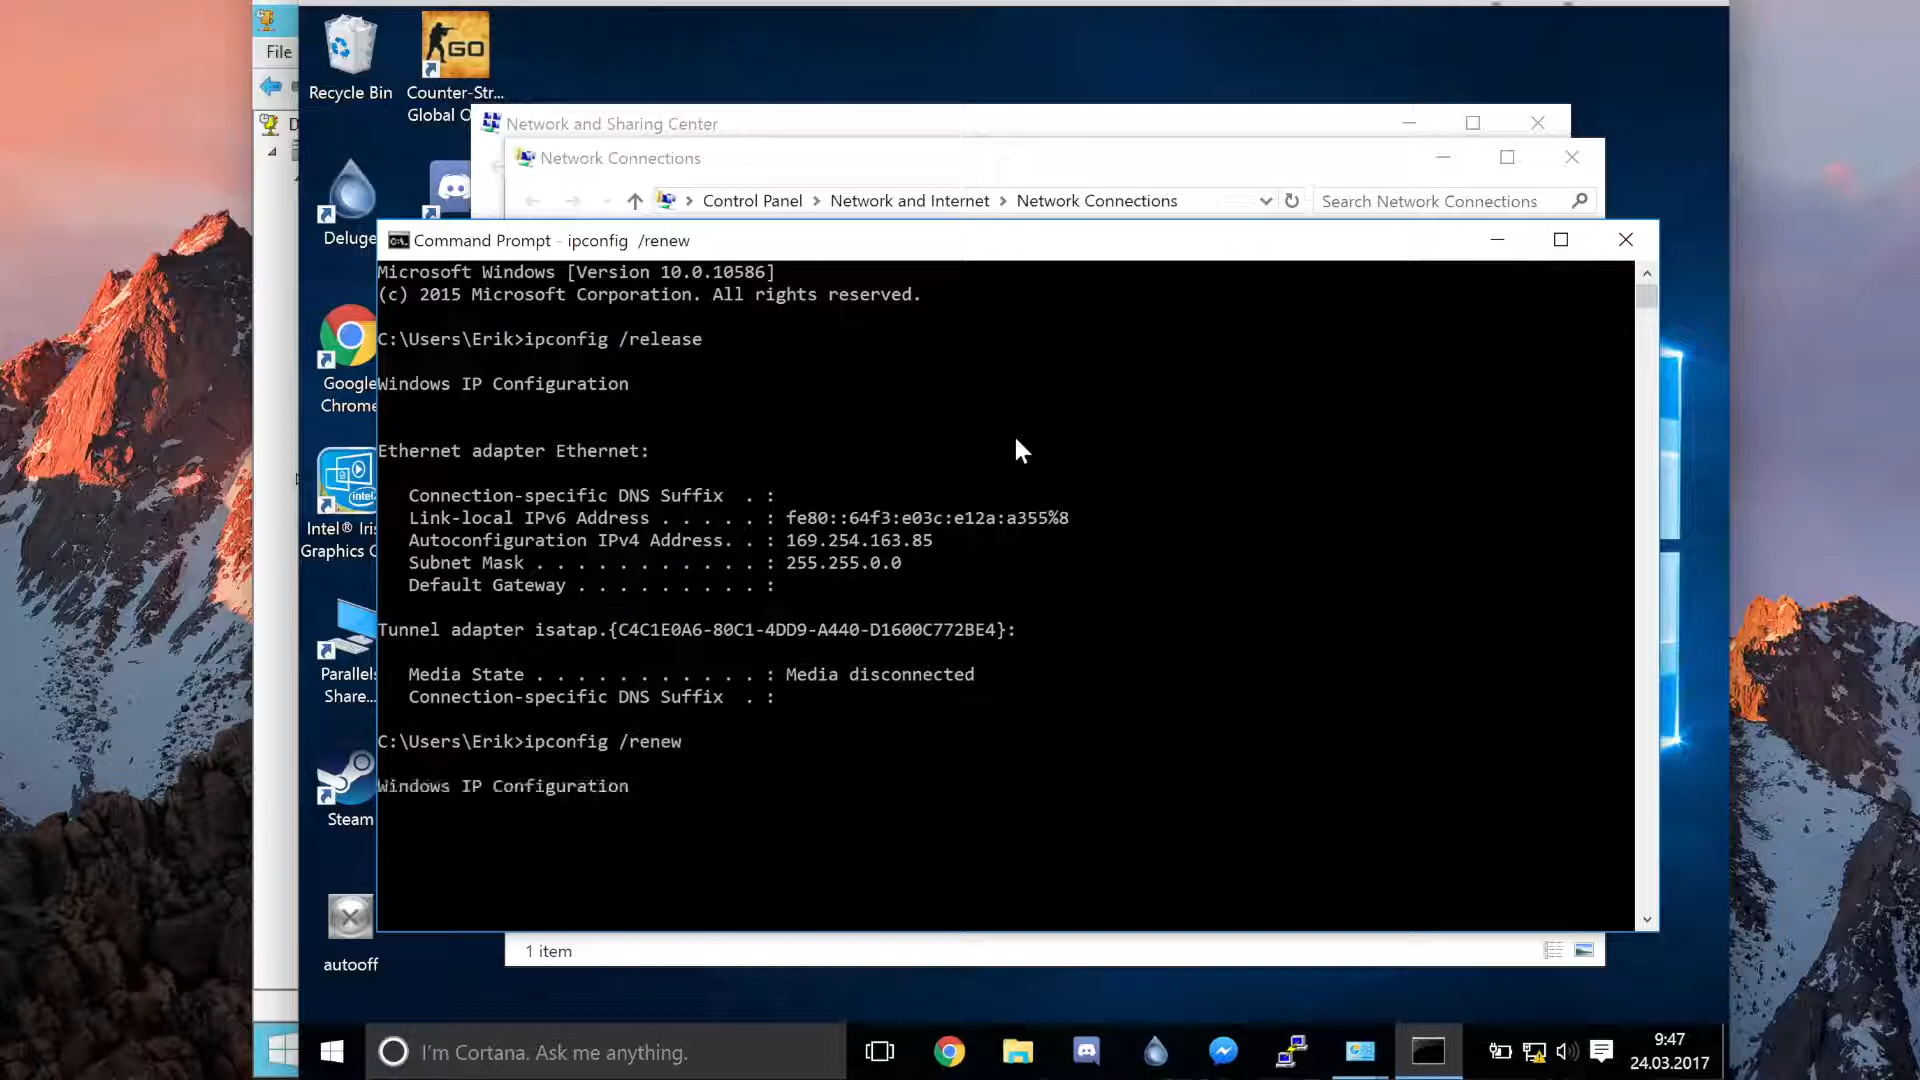 File
D
Recycle Bin
GO
Counter-Str...
Global O
Network and Sharing Center
Network Connections
Control Panel > Network and Internet > Network Connections
Search Network Connections
Deluge
Command Prompt - ipconfig  /renew
Microsoft Windows [Version 10.0.10586]
(c) 2015 Microsoft Corporation. All rights reserved.
C:\Users\Erik>ipconfig /release
Windows IP Configuration
Ethernet adapter Ethernet:
Connection-specific DNS Suffix  . :
Link-local IPv6 Address . . . . . : fe80::64f3:e03c:e12a:a355%8
Autoconfiguration IPv4 Address. . : 169.254.163.85
Subnet Mask . . . . . . . . . . . : 255.255.0.0
Default Gateway . . . . . . . . . :
Tunnel adapter isatap.{C4C1E0A6-80C1-4DD9-A440-D1600C772BE4}:
Media State . . . . . . . . . . . : Media disconnected
Connection-specific DNS Suffix  . :
C:\Users\Erik>ipconfig /renew
Windows IP Configuration
Google
Chrome
intel
Intel® Iri
Graphics C
Parallels
Share...
Steam
autooff
1 item
I'm Cortana. Ask me anything.
9:47
24.03.2017